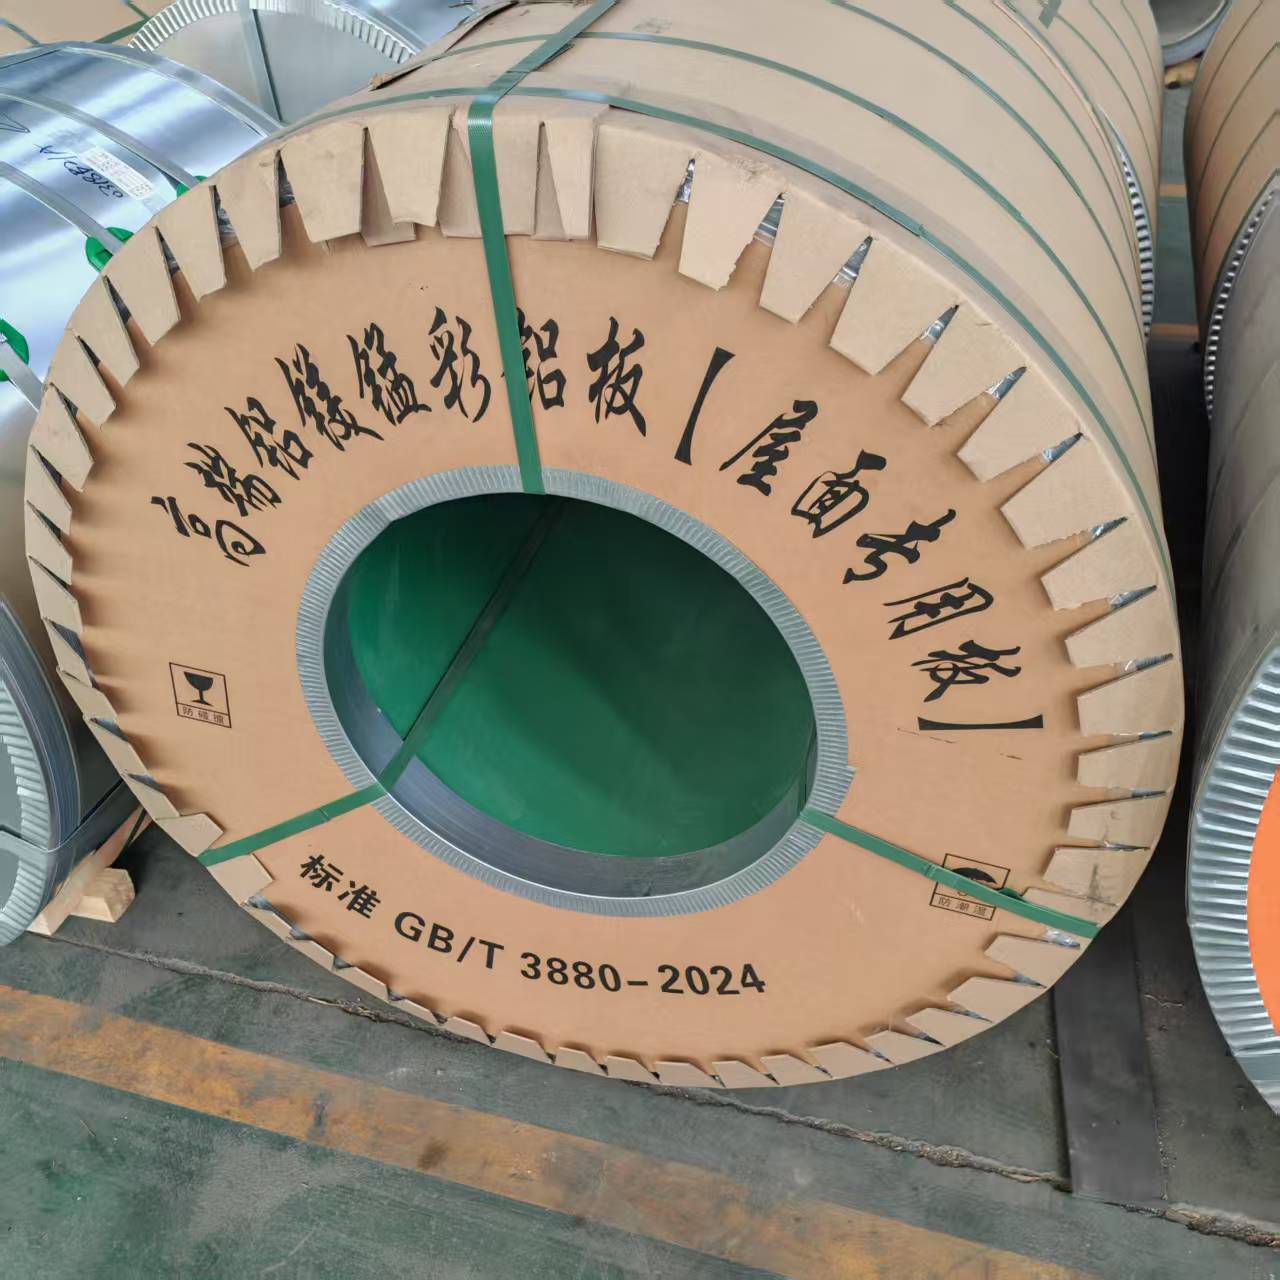 高端铝镁锰彩铝板【屋面专用板】
防碰撞
防潮湿
标准 GB/T 3880-2024